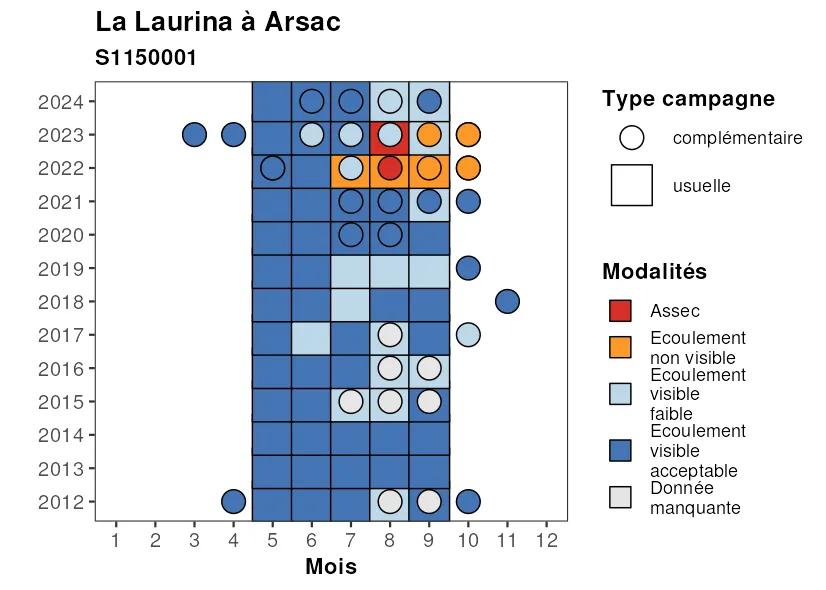 La Laurina à Arsac
S1150001
2024
2023
2022
2021
2020
2019
2018
2017
2016
2015
2014
2013
2012
1 2 3 4 5 6 7 8 9 10 11 12
Mois
Type campagne
complémentaire
usuelle
Modalités
Assec
Ecoulement
non visible
Ecoulement
visible
faible
Ecoulement
visible
acceptable
Donnée
manquante